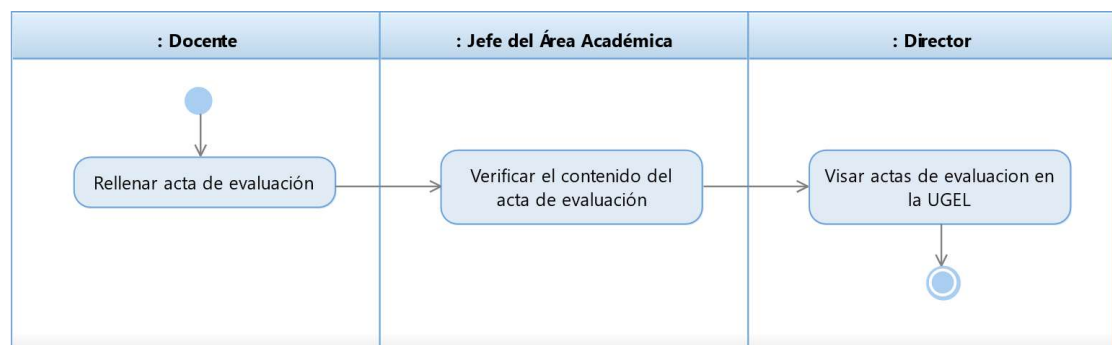 : Docente
: Jefe del Área Académica
: Director
Rellenar acta de evaluación
Verificar el contenido del
acta de evaluación
Visar actas de evaluacion en
la UGEL